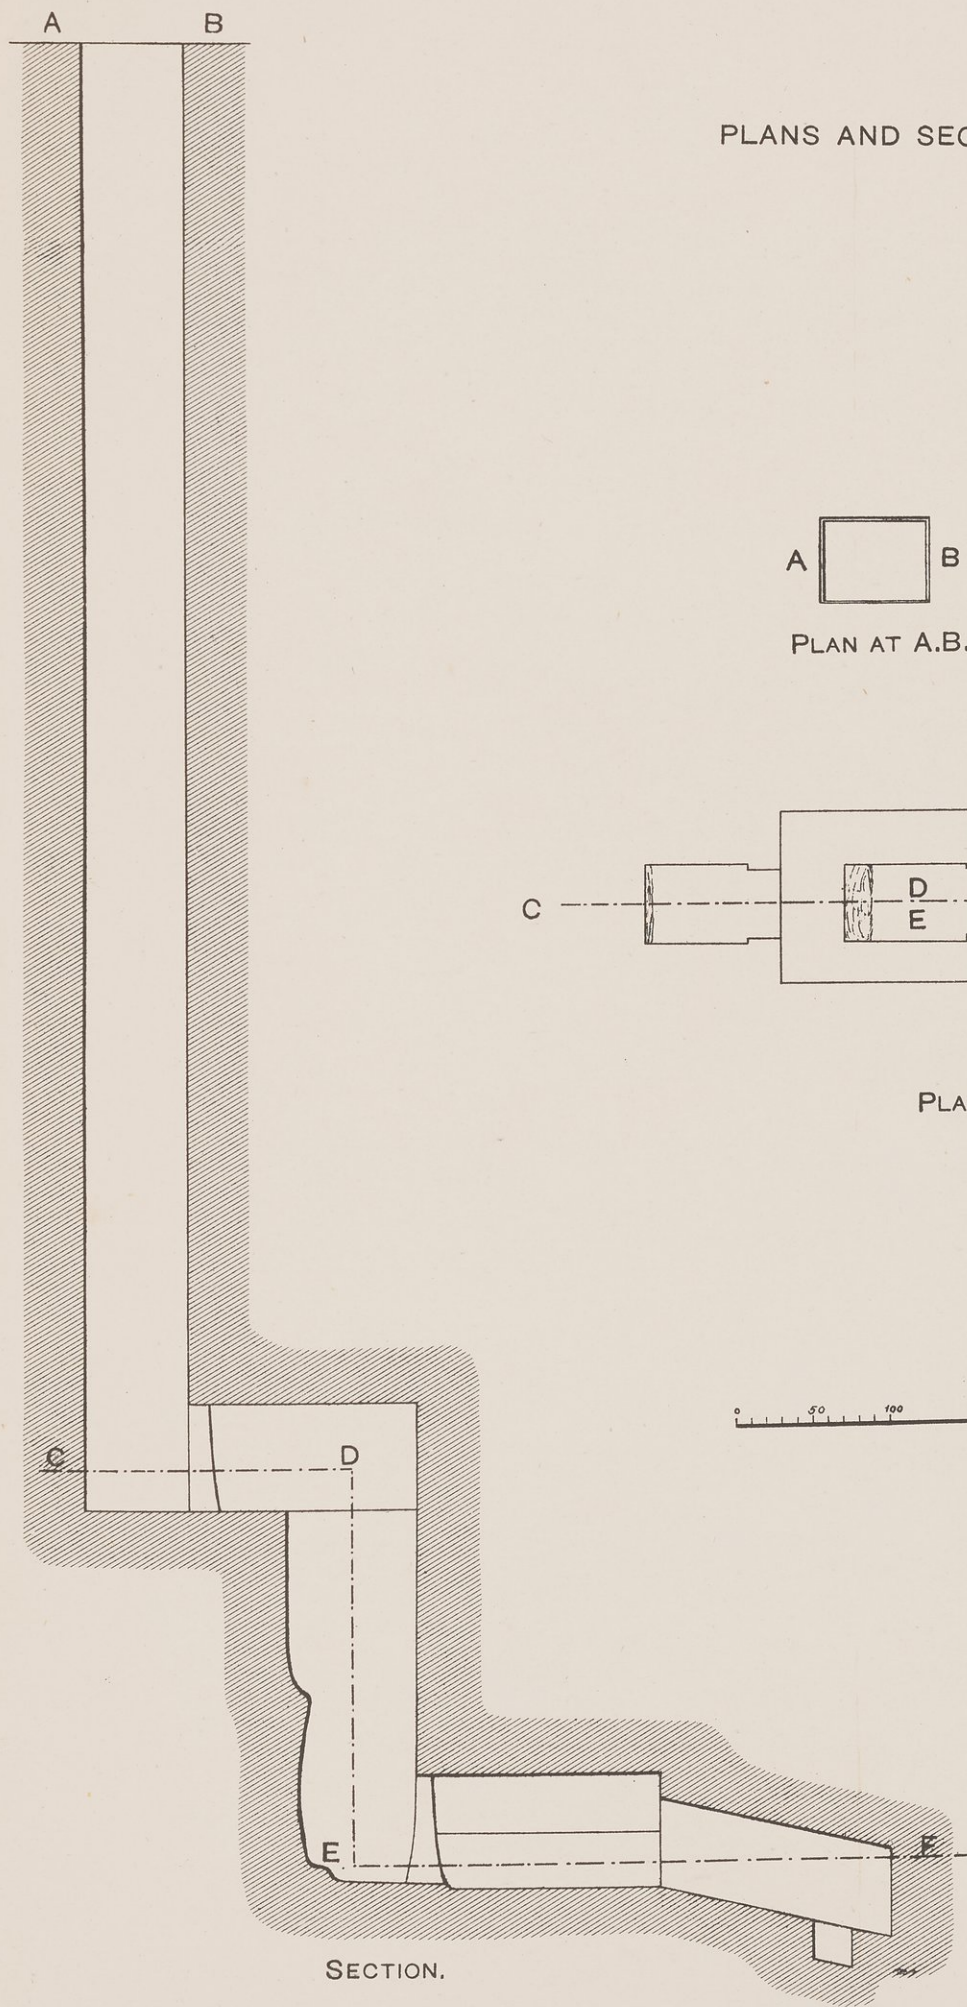 A B
PLANS AND SEC
A B
PLAN AT A.B.
C D
E
PLA
0 50 100
C D
E F
SECTION.